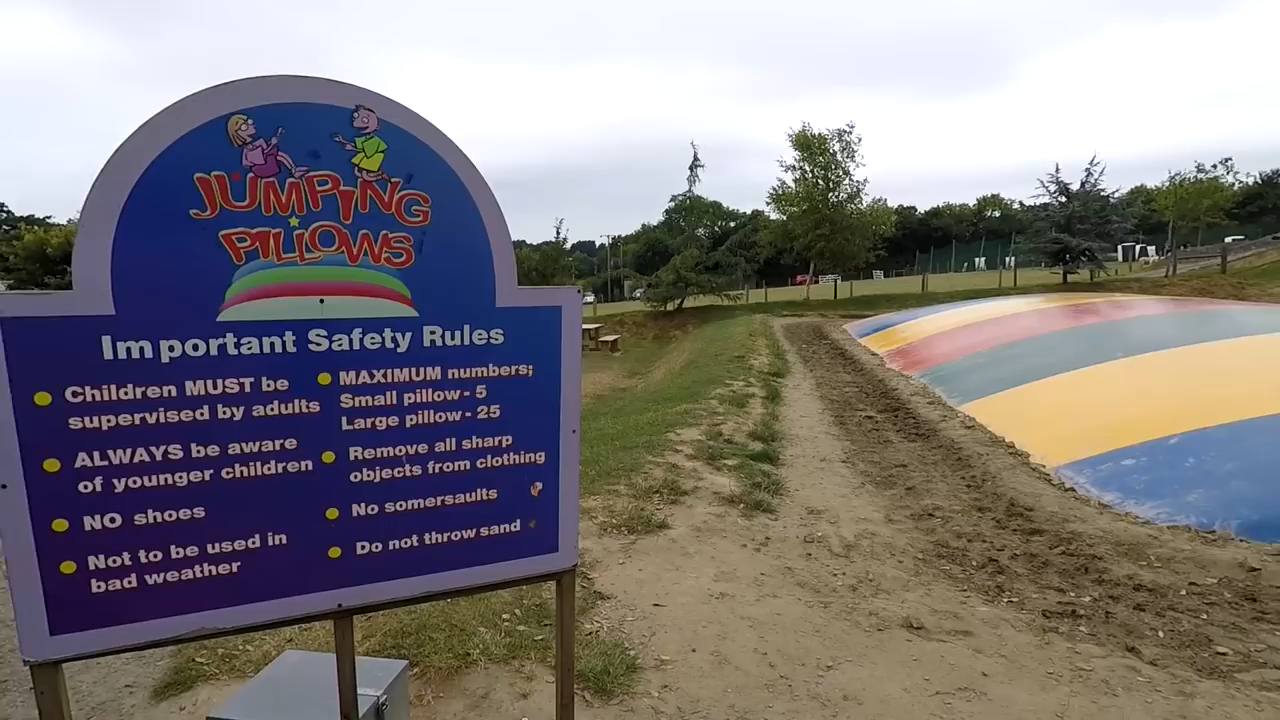 JUMPING
PILLOWS
Important Safety Rules
Children MUST be
supervised by adults
ALWAYS be aware
of younger children
NO shoes
Not to be used in
bad weather
MAXIMUM numbers;
Small pillow - 5
Large pillow - 25
Remove all sharp
objects from clothing
No somersaults
Do not throw sand